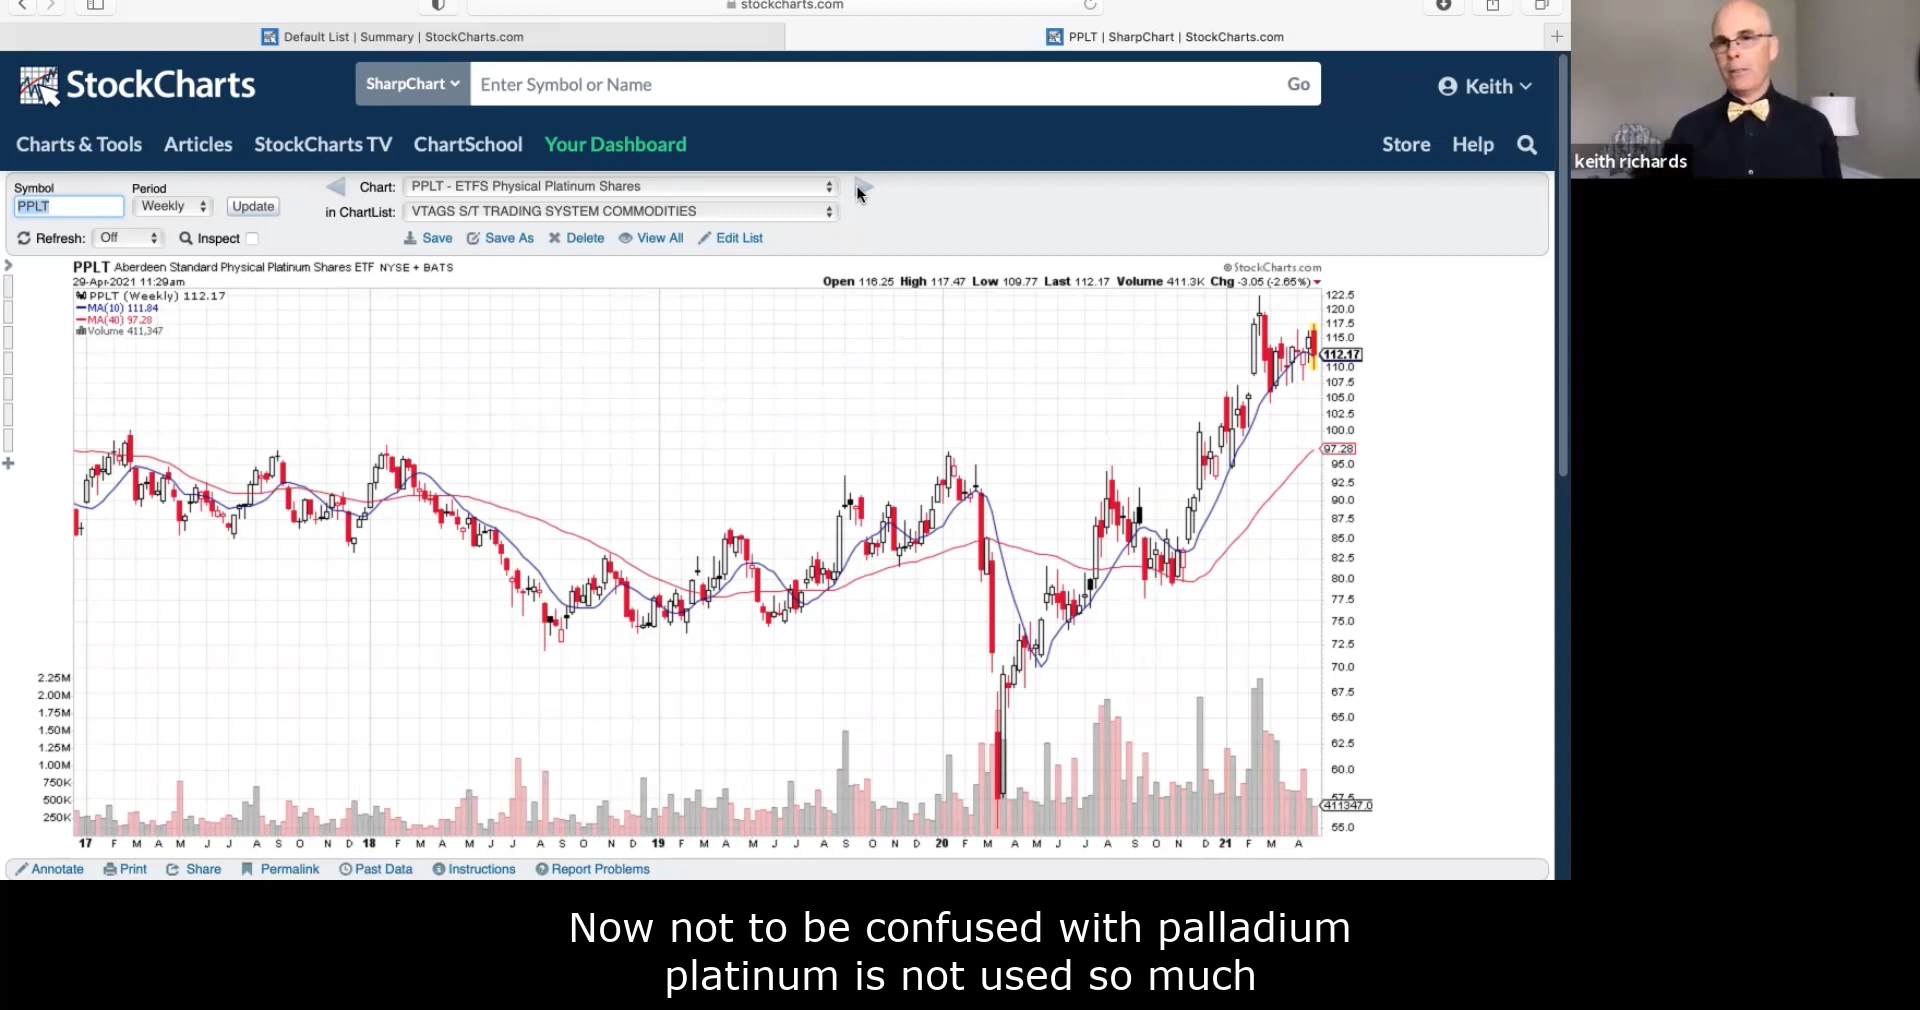 stockcharts.com
Default List | Summary | StockCharts.com
PPLT | SharpChart | StockCharts.com
StockCharts
SharpChart
Enter Symbol or Name
Go
Keith
Charts & Tools Articles StockCharts TV ChartSchool Your Dashboard
Store Help
keith richards
Symbol Period
PPLT Weekly Update
Chart: PPLT - ETFS Physical Platinum Shares
in ChartList: VTAGS S/T TRADING SYSTEM COMMODITIES
Refresh: Off Inspect
Save Save As Delete View All Edit List
PPLT Aberdeen Standard Physical Platinum Shares ETF NYSE + BATS
© StockCharts.com
29-Apr-2021 11:29am
Open 116.25 High 117.47 Low 109.77 Last 112.17 Volume 411.3K Chg -3.05 (-2.65%)
PPLT (Weekly) 112.17
MA(10) 111.84
MA(40) 97.28
Volume 411,347
122.5
120.0
117.5
115.0
112.17
110.0
107.5
105.0
102.5
100.0
97.28
95.0
92.5
90.0
87.5
85.0
82.5
80.0
77.5
75.0
72.5
70.0
67.5
65.0
62.5
60.0
57.5
411347.0
55.0
2.25M
2.00M
1.75M
1.50M
1.25M
1.00M
750K
500K
250K
17 F M A M J J A S O N D 18 F M A M J J A S O N D 19 F M A M J J A S O N D 20 F M A M J J A S O N D 21 F M A
Annotate Print Share Permalink Past Data Instructions Report Problems
Now not to be confused with palladium
platinum is not used so much